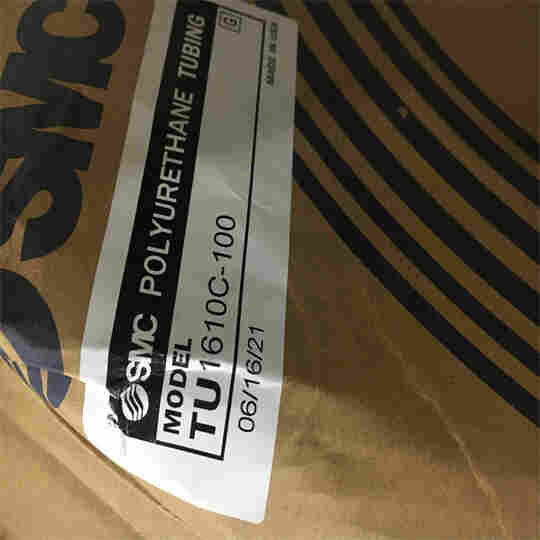 SMC
SMC POLYURETHANE TUBING
MODEL
TU1610C-100
G
06/16/21
MADE IN USA